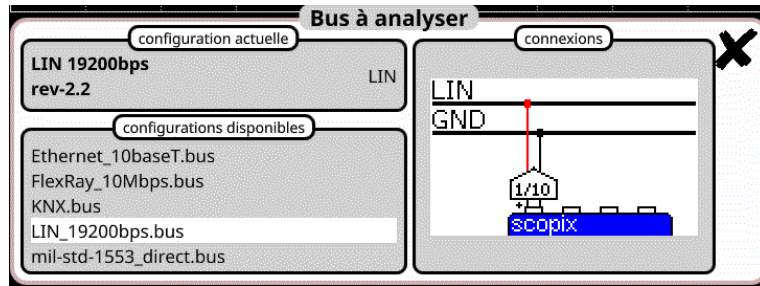 Bus à analyser
configuration actuelle
LIN 19200bps
rev-2.2
LIN
configurations disponibles
Ethernet_10baseT.bus
FlexRay_10Mbps.bus
KNX.bus
LIN_19200bps.bus
mil-std-1553_direct.bus
connexions
LIN
GND
1/10
+
scopix